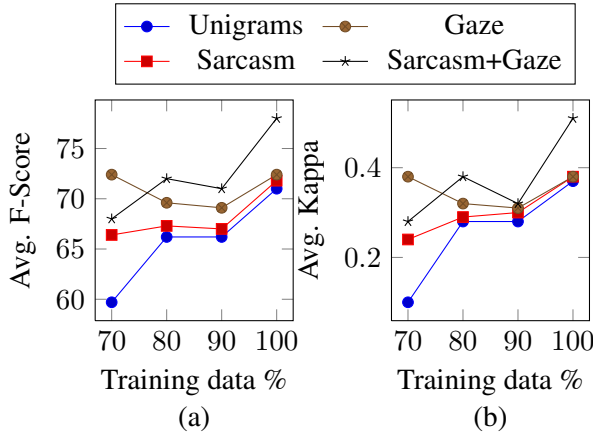 Unigrams Gaze
Sarcasm Sarcasm+Gaze
Avg. F-Score
75
70
65
60
70 80 90 100
Training data %
(a)
Avg. Kappa
0.4
0.2
70 80 90 100
Training data %
(b)